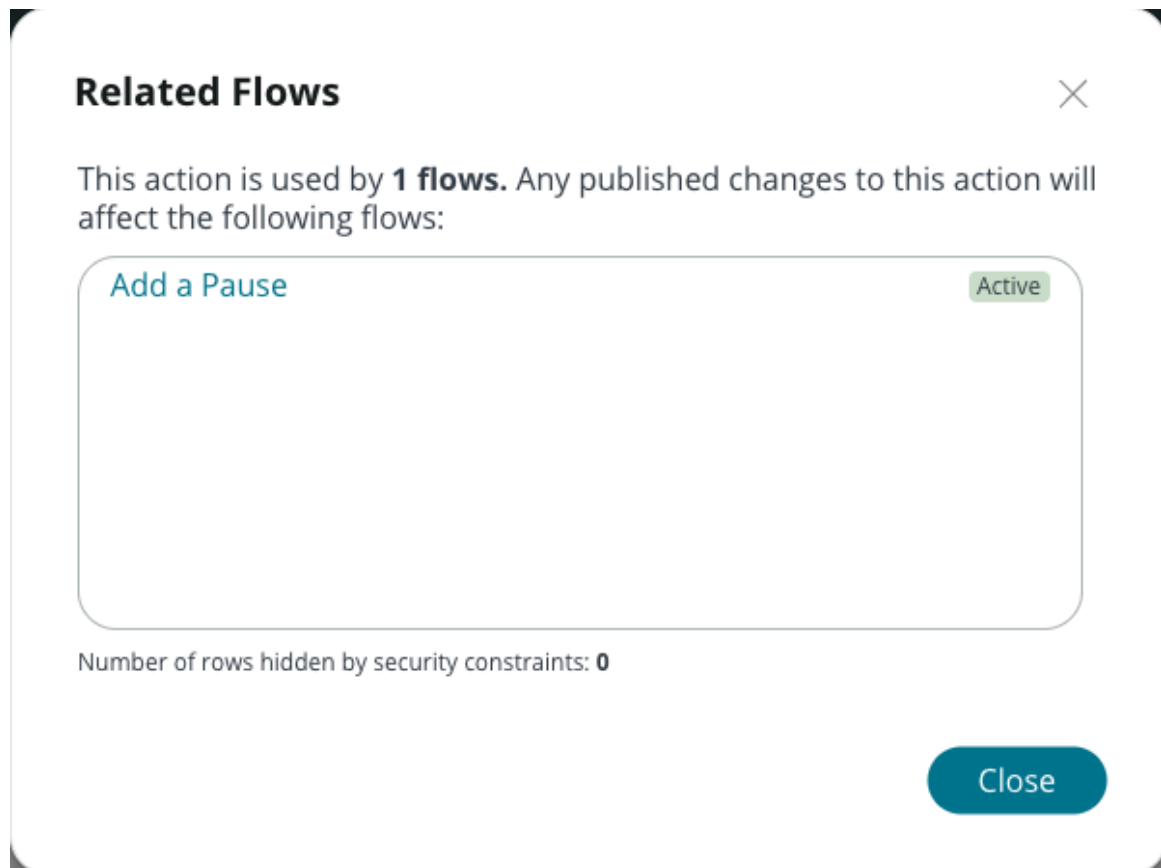 Related Flows
This action is used by 1 flows. Any published changes to this action will
affect the following flows:
Add a Pause Active
Number of rows hidden by security constraints: 0
Close